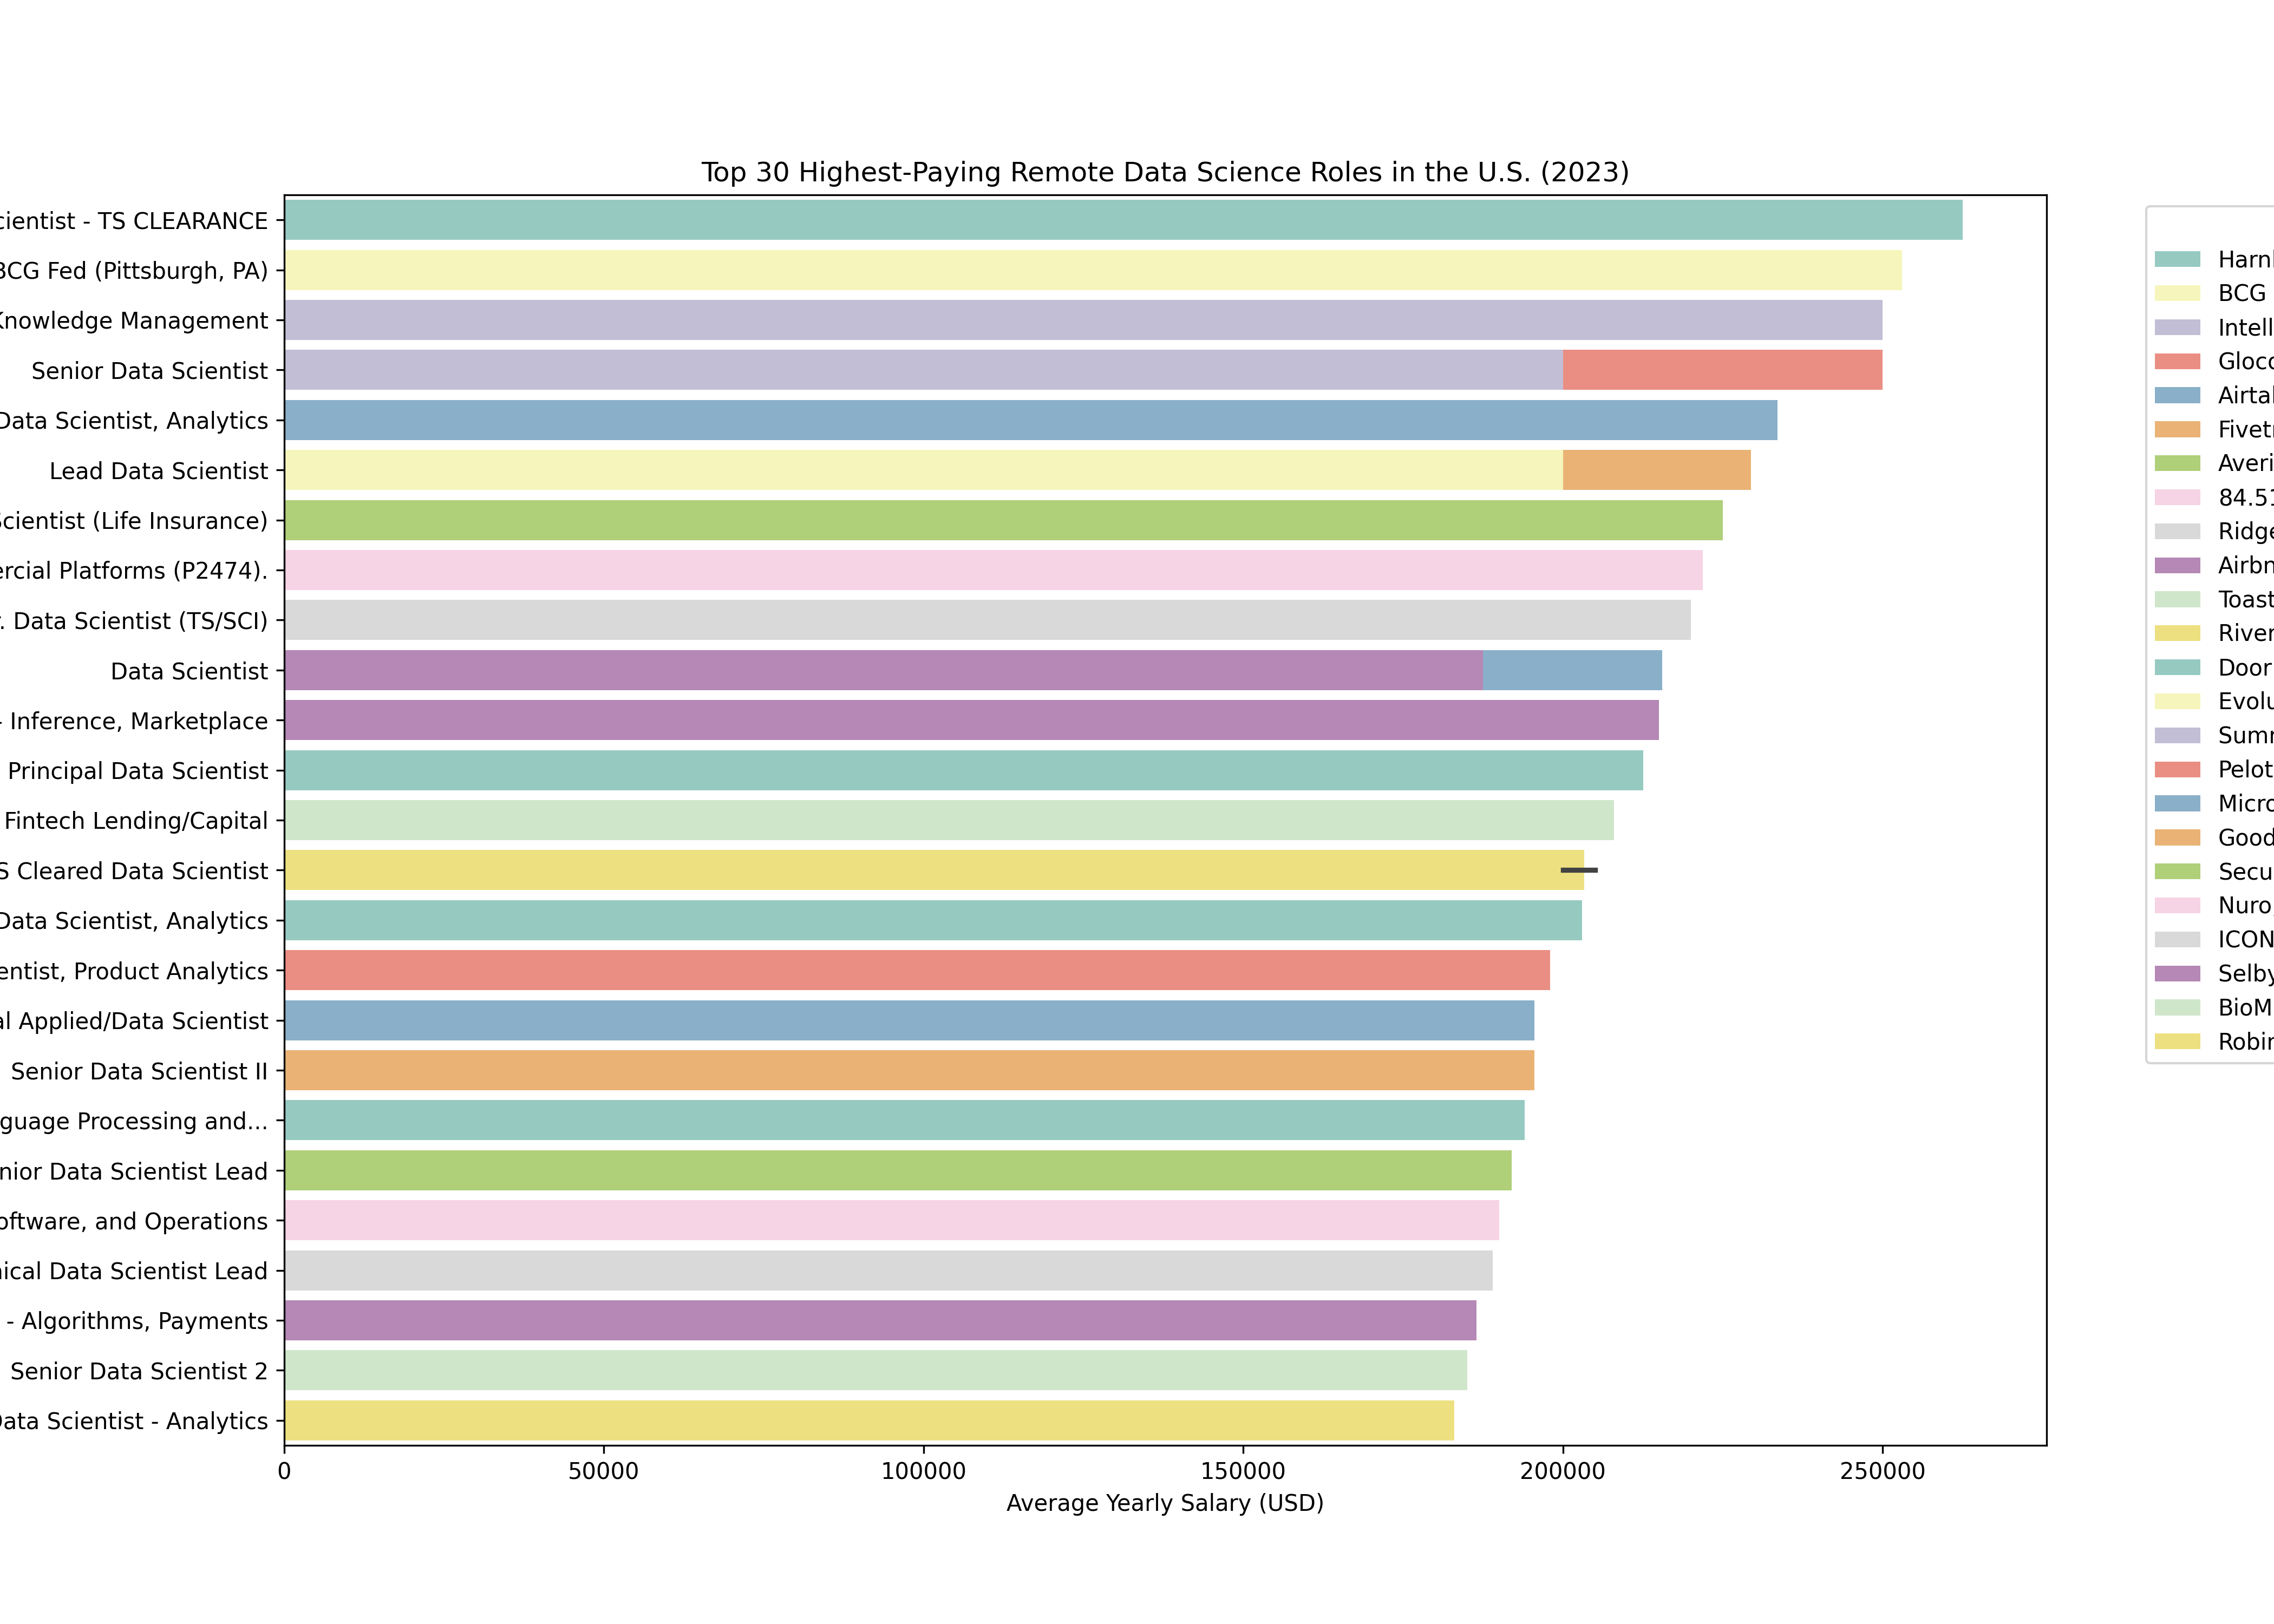 Top 30 Highest-Paying Remote Data Science Roles in the U.S. (2023)
cientist - TS CLEARANCE
BCG Fed (Pittsburgh, PA)
Knowledge Management
Senior Data Scientist
Data Scientist, Analytics
Lead Data Scientist
Scientist (Life Insurance)
ercial Platforms (P2474).
r. Data Scientist (TS/SCI)
Data Scientist
- Inference, Marketplace
Principal Data Scientist
Fintech Lending/Capital
S Cleared Data Scientist
Data Scientist, Analytics
entist, Product Analytics
al Applied/Data Scientist
Senior Data Scientist II
guage Processing and...
nior Data Scientist Lead
oftware, and Operations
nical Data Scientist Lead
- Algorithms, Payments
Senior Data Scientist 2
Data Scientist - Analytics
0 50000 100000 150000 200000 250000
Average Yearly Salary (USD)
Harn
BCG
Intell
Gloco
Airtal
Fivetr
Averi
84.51
Ridge
Airbn
Toast
River
Door
Evolu
Sum
Pelot
Micro
Good
Secu
Nuro
ICON
Selby
BioM
Robin